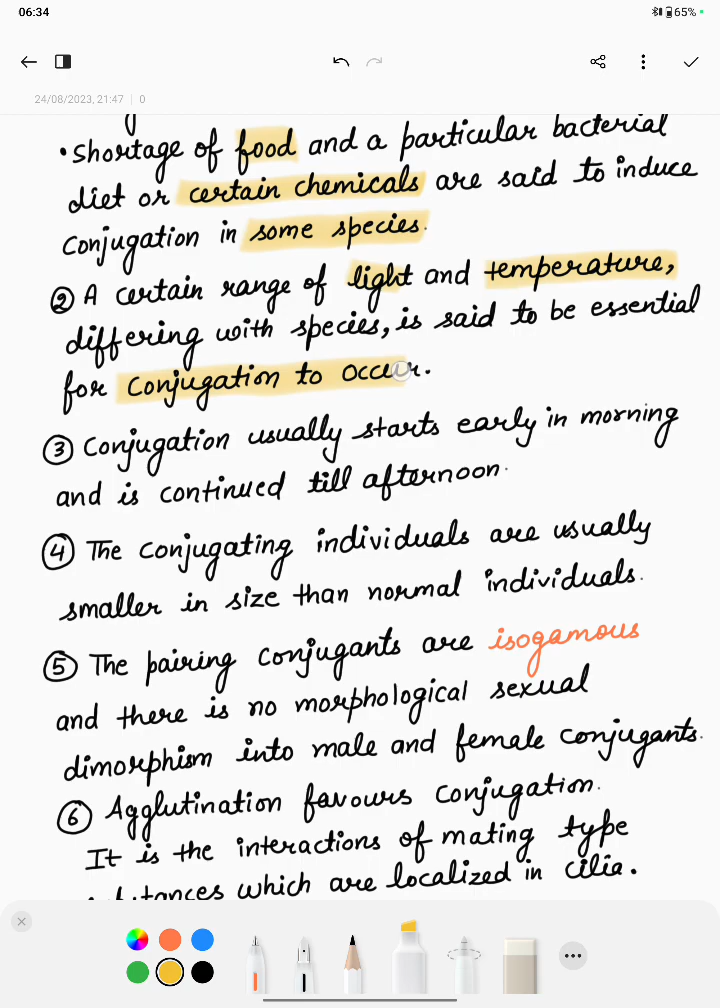 06:34
65%
24/08/2023, 21:47 | 0
• Shortage of food and a particular bacterial
diet or certain chemicals are said to induce
conjugation in some species.
② A certain range of light and temperature,
differing with species, is said to be essential
for conjugation to occur.
③ Conjugation usually starts early in morning
and is continued till afternoon.
④ The conjugating individuals are usually
smaller in size than normal individuals.
⑤ The pairing conjugants are isogamous
and there is no morphological sexual
dimorphism into male and female conjugants.
⑥ Agglutination favours conjugation.
It is the interactions of mating type
which are localized in cilia.